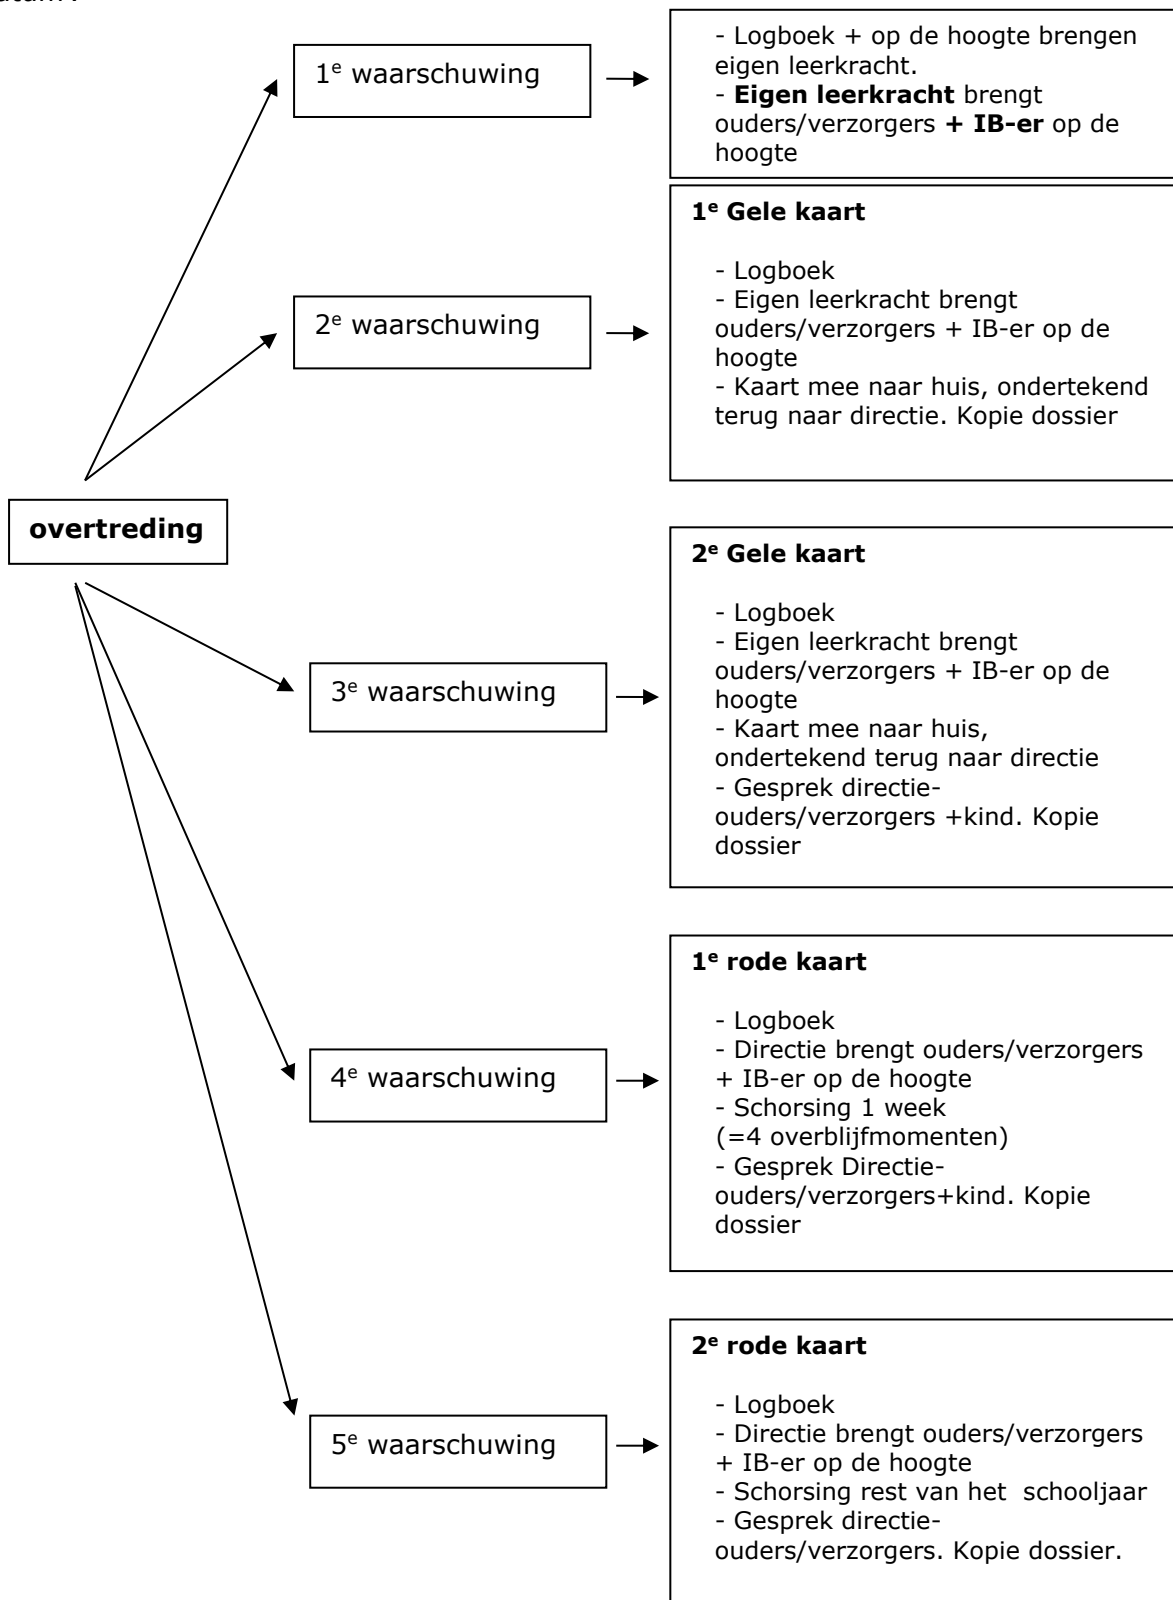 1e waarschuwing
- Logboek + op de hoogte brengen
eigen leerkracht.
- Eigen leerkracht brengt
ouders/verzorgers + IB-er op de
hoogte
2e waarschuwing
1e Gele kaart
- Logboek
- Eigen leerkracht brengt
ouders/verzorgers + IB-er op de
hoogte
- Kaart mee naar huis, ondertekend
terug naar directie. Kopie dossier
overtreding
3e waarschuwing
2e Gele kaart
- Logboek
- Eigen leerkracht brengt
ouders/verzorgers + IB-er op de
hoogte
- Kaart mee naar huis,
ondertekend terug naar directie
- Gesprek directie-
ouders/verzorgers +kind. Kopie
dossier
4e waarschuwing
1e rode kaart
- Logboek
- Directie brengt ouders/verzorgers
+ IB-er op de hoogte
- Schorsing 1 week
(=4 overblijfmomenten)
- Gesprek Directie-
ouders/verzorgers+kind. Kopie
dossier
5e waarschuwing
2e rode kaart
- Logboek
- Directie brengt ouders/verzorgers
+ IB-er op de hoogte
- Schorsing rest van het  schooljaar
- Gesprek directie-
ouders/verzorgers. Kopie dossier.